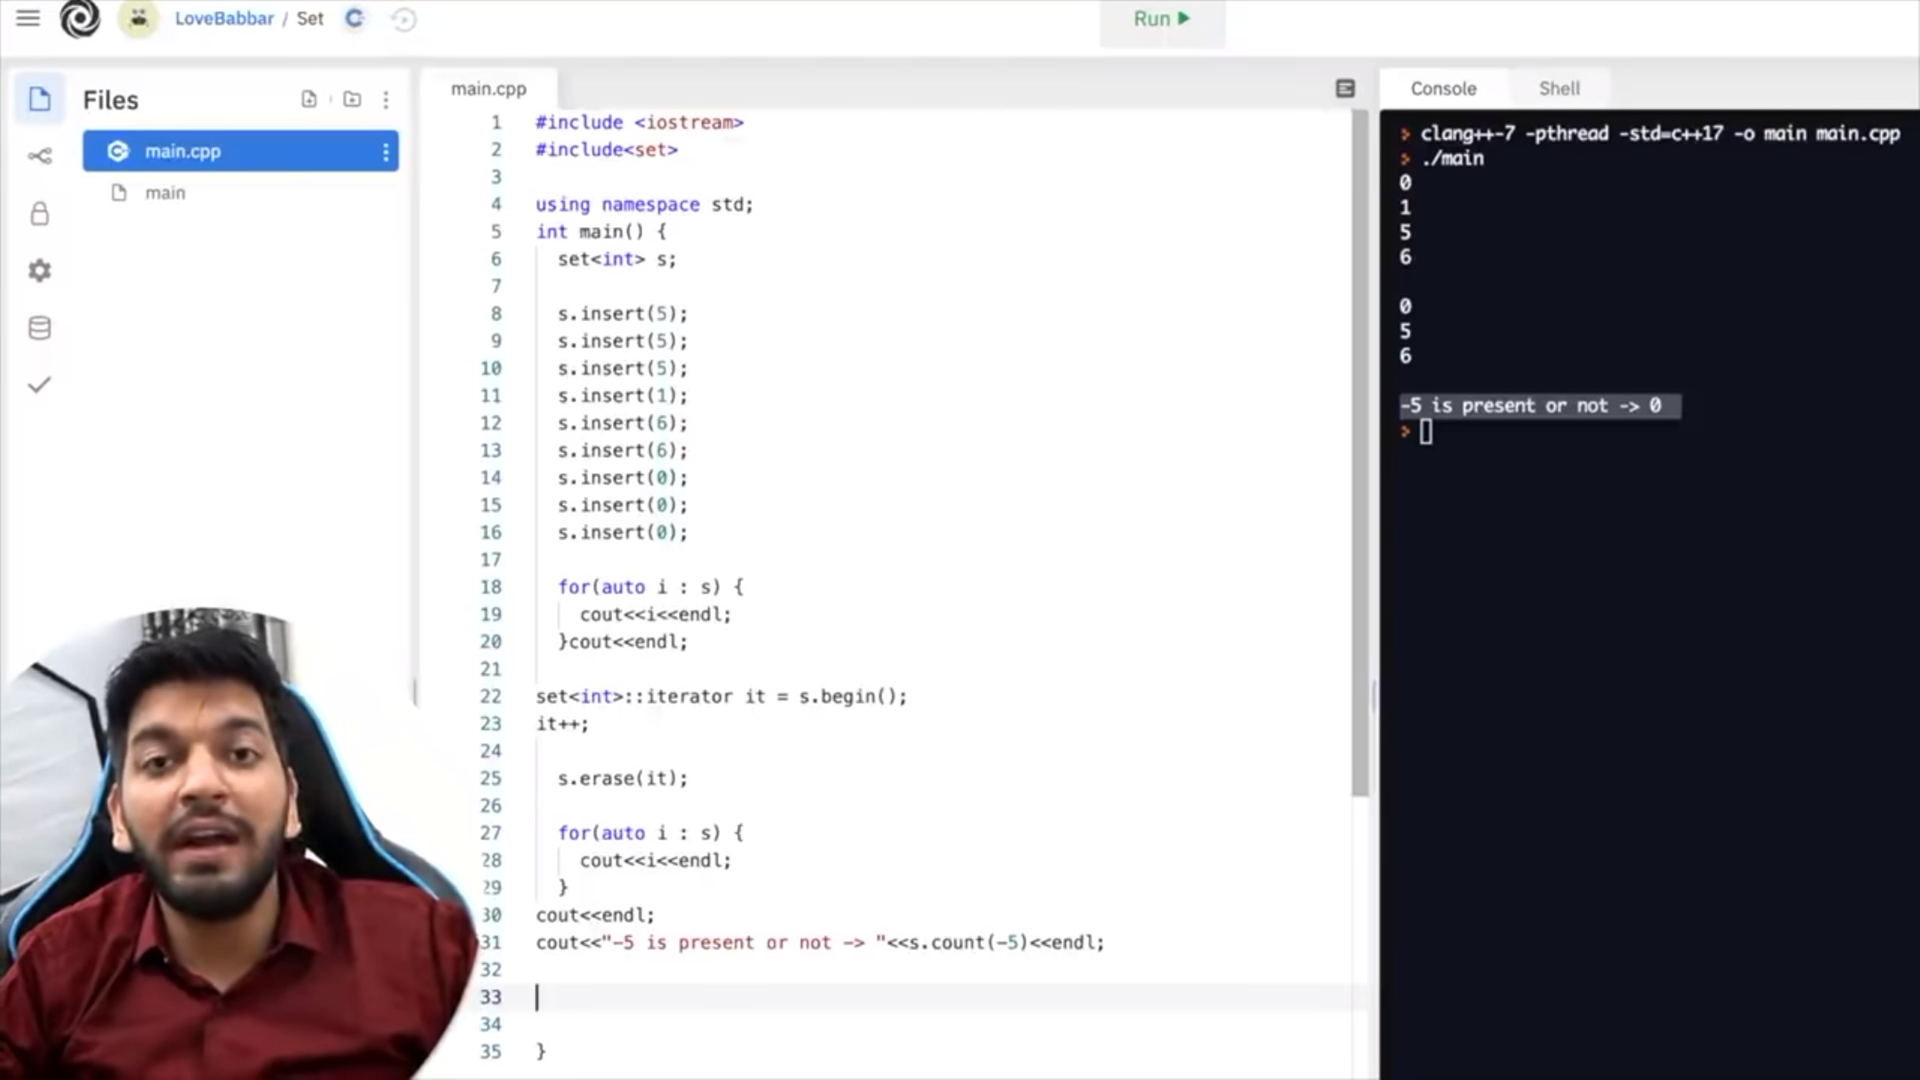 LoveBabbar / Set
Run
Files
main.cpp
main
main.cpp
1 #include <iostream>
2 #include<set>
3
4 using namespace std;
5 int main() {
6 set<int> s;
7
8 s.insert(5);
9 s.insert(5);
10 s.insert(5);
11 s.insert(1);
12 s.insert(6);
13 s.insert(6);
14 s.insert(0);
15 s.insert(0);
16 s.insert(0);
17
18 for(auto i : s) {
19 cout<<i<<endl;
20 }cout<<endl;
21
22 set<int>::iterator it = s.begin();
23 it++;
24
25 s.erase(it);
26
27 for(auto i : s) {
28 cout<<i<<endl;
29 }
30 cout<<endl;
31 cout<<"-5 is present or not -> "<<s.count(-5)<<endl;
32
33
34
35 }
Console Shell
> clang++-7 -pthread -std=c++17 -o main main.cpp
> ./main
0
1
5
6
0
5
6
-5 is present or not -> 0
>